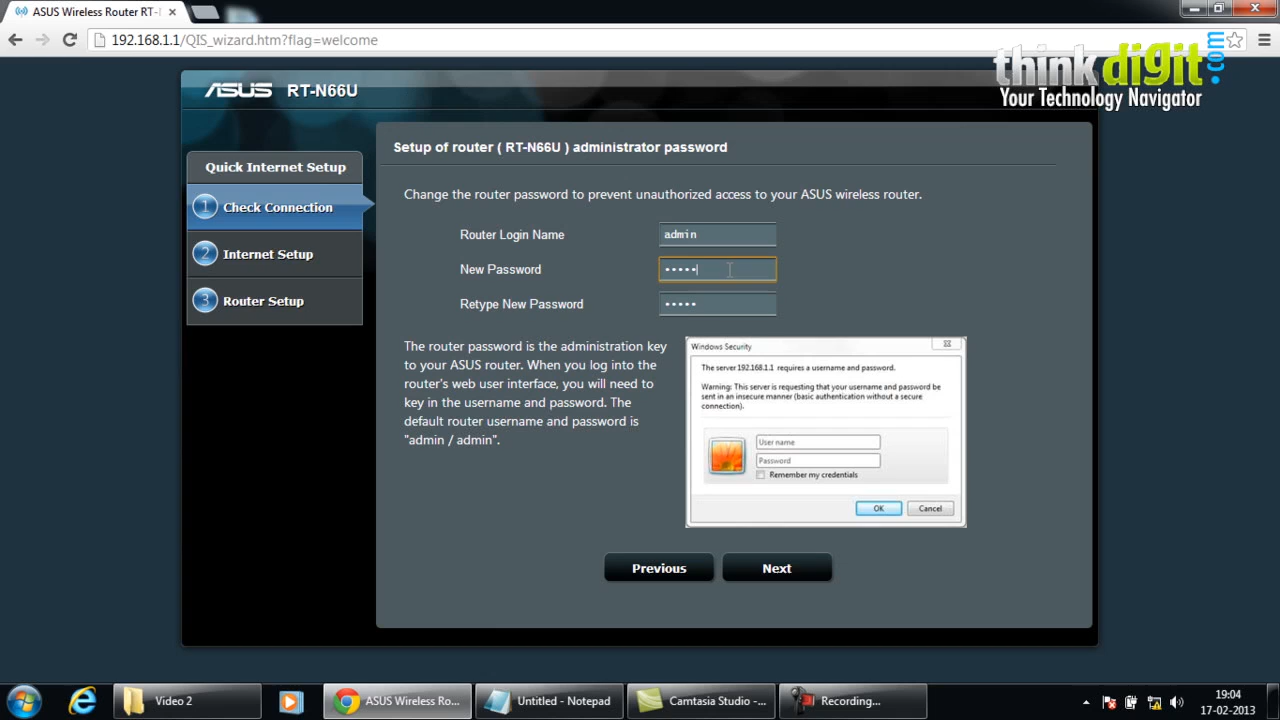 ASUS Wireless Router RT-N
192.168.1.1/QIS_wizard.htm?flag=welcome
thinkdigit.com
Your Technology Navigator
ASUS RT-N66U
Quick Internet Setup
1 Check Connection
2 Internet Setup
3 Router Setup
Setup of router ( RT-N66U ) administrator password
Change the router password to prevent unauthorized access to your ASUS wireless router.
Router Login Name admin
New Password •••••
Retype New Password •••••
The router password is the administration key
to your ASUS router. When you log into the
router's web user interface, you will need to
key in the username and password. The
default router username and password is
"admin / admin".
Windows Security
The server 192.168.1.1 requires a username and password.
Warning: This server is requesting that your username and password be
sent in an insecure manner (basic authentication without a secure
connection).
User name
Password
Remember my credentials
OK Cancel
Previous Next
Video 2
ASUS Wireless Ro...
Untitled - Notepad
Camtasia Studio -...
Recording...
19:04
17-02-2013